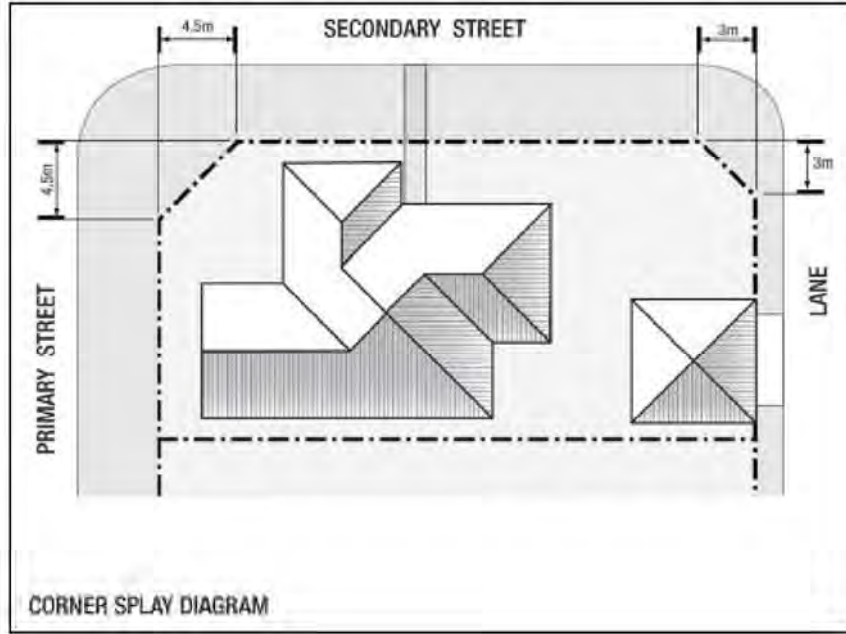 4.5m
SECONDARY STREET
3m
4.5m
3m
PRIMARY STREET
LANE
CORNER SPLAY DIAGRAM